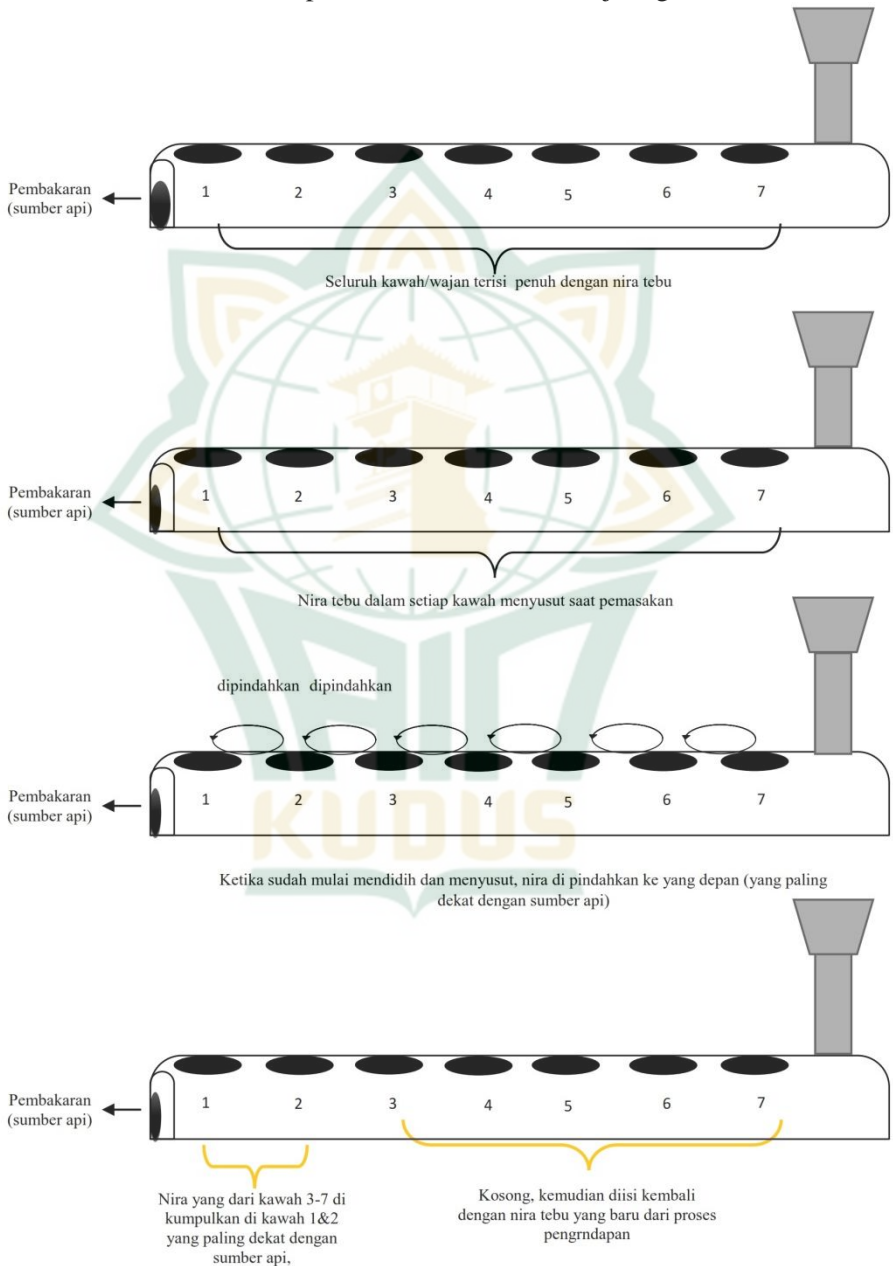 Pembakaran
(sumber api)
1 2 3 4 5 6 7
Seluruh kawah/wajan terisi penuh dengan nira tebu
Pembakaran
(sumber api)
1 2 3 4 5 6 7
Nira tebu dalam setiap kawah menyusut saat pemasakan
dipindahkan dipindahkan
Pembakaran
(sumber api)
1 2 3 4 5 6 7
Ketika sudah mulai mendidih dan menyusut, nira di pindahkan ke yang depan (yang paling
dekat dengan sumber api)
Pembakaran
(sumber api)
1 2 3 4 5 6 7
Nira yang dari kawah 3-7 di
kumpulkan di kawah 1&2
yang paling dekat dengan
sumber api,
Kosong, kemudian diisi kembali
dengan nira tebu yang baru dari proses
pengrndapan
IAIN
KUDUS